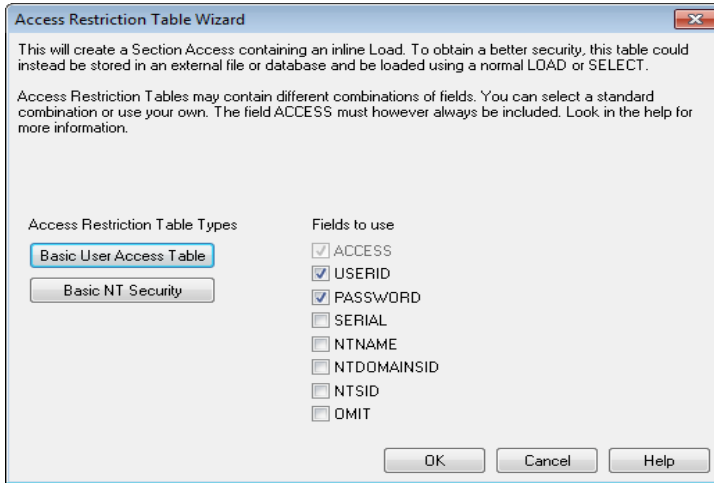 Access Restriction Table Wizard
This will create a Section Access containing an inline Load. To obtain a better security, this table could
instead be stored in an external file or database and be loaded using a normal LOAD or SELECT.
Access Restriction Tables may contain different combinations of fields. You can select a standard
combination or use your own. The field ACCESS must however always be included. Look in the help for
more information.
Access Restriction Table Types
Basic User Access Table
Basic NT Security
Fields to use
ACCESS
USERID
PASSWORD
SERIAL
NTNAME
NTDOMAINSID
NTSID
OMIT
OK
Cancel
Help